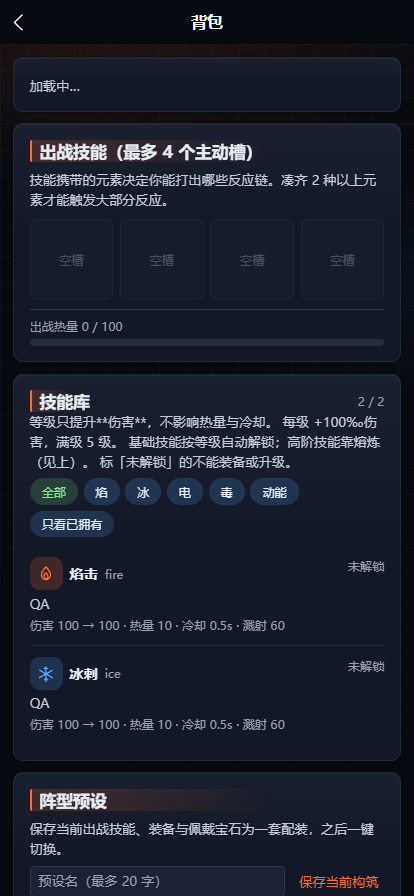 背包
加载中...
出战技能（最多 4 个主动槽）
技能携带的元素决定你能打出哪些反应链。凑齐 2 种以上元
素才能触发大部分反应。
空槽 空槽 空槽 空槽
出战热量 0 / 100
技能库 2 / 2
等级只提升**伤害**，不影响热量与冷却。 每级 +100‰伤
害，满级 5 级。 基础技能按等级自动解锁；高阶技能靠熔炼
（见上）。 标「未解锁」的不能装备或升级。
全部 焰 冰 电 毒 动能
只看已拥有
焰击 fire 未解锁
QA
伤害 100 → 100 · 热量 10 · 冷却 0.5s · 溅射 60
冰刺 ice 未解锁
QA
伤害 100 → 100 · 热量 10 · 冷却 0.5s · 溅射 60
阵型预设
保存当前出战技能、装备与佩戴宝石为一套配装，之后一键
切换。
预设名（最多 20 字） 保存当前构筑